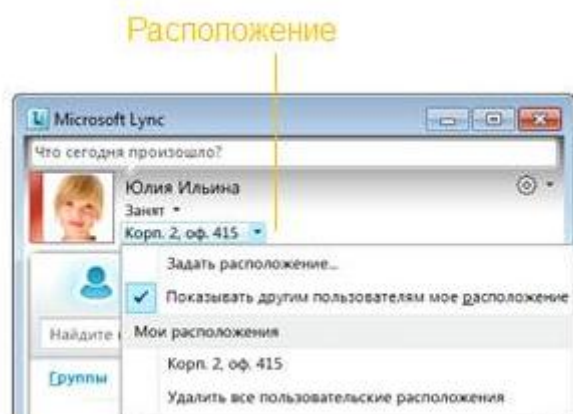 Расположение
Microsoft Lync
Что сегодня произошло?
Юлия Ильина
Занят
Корп. 2, оф. 415
Задать расположение...
Показывать другим пользователям мое расположение
Найдите
Мои расположения
Корп. 2, оф. 415
Группы
Удалить все пользовательские расположения